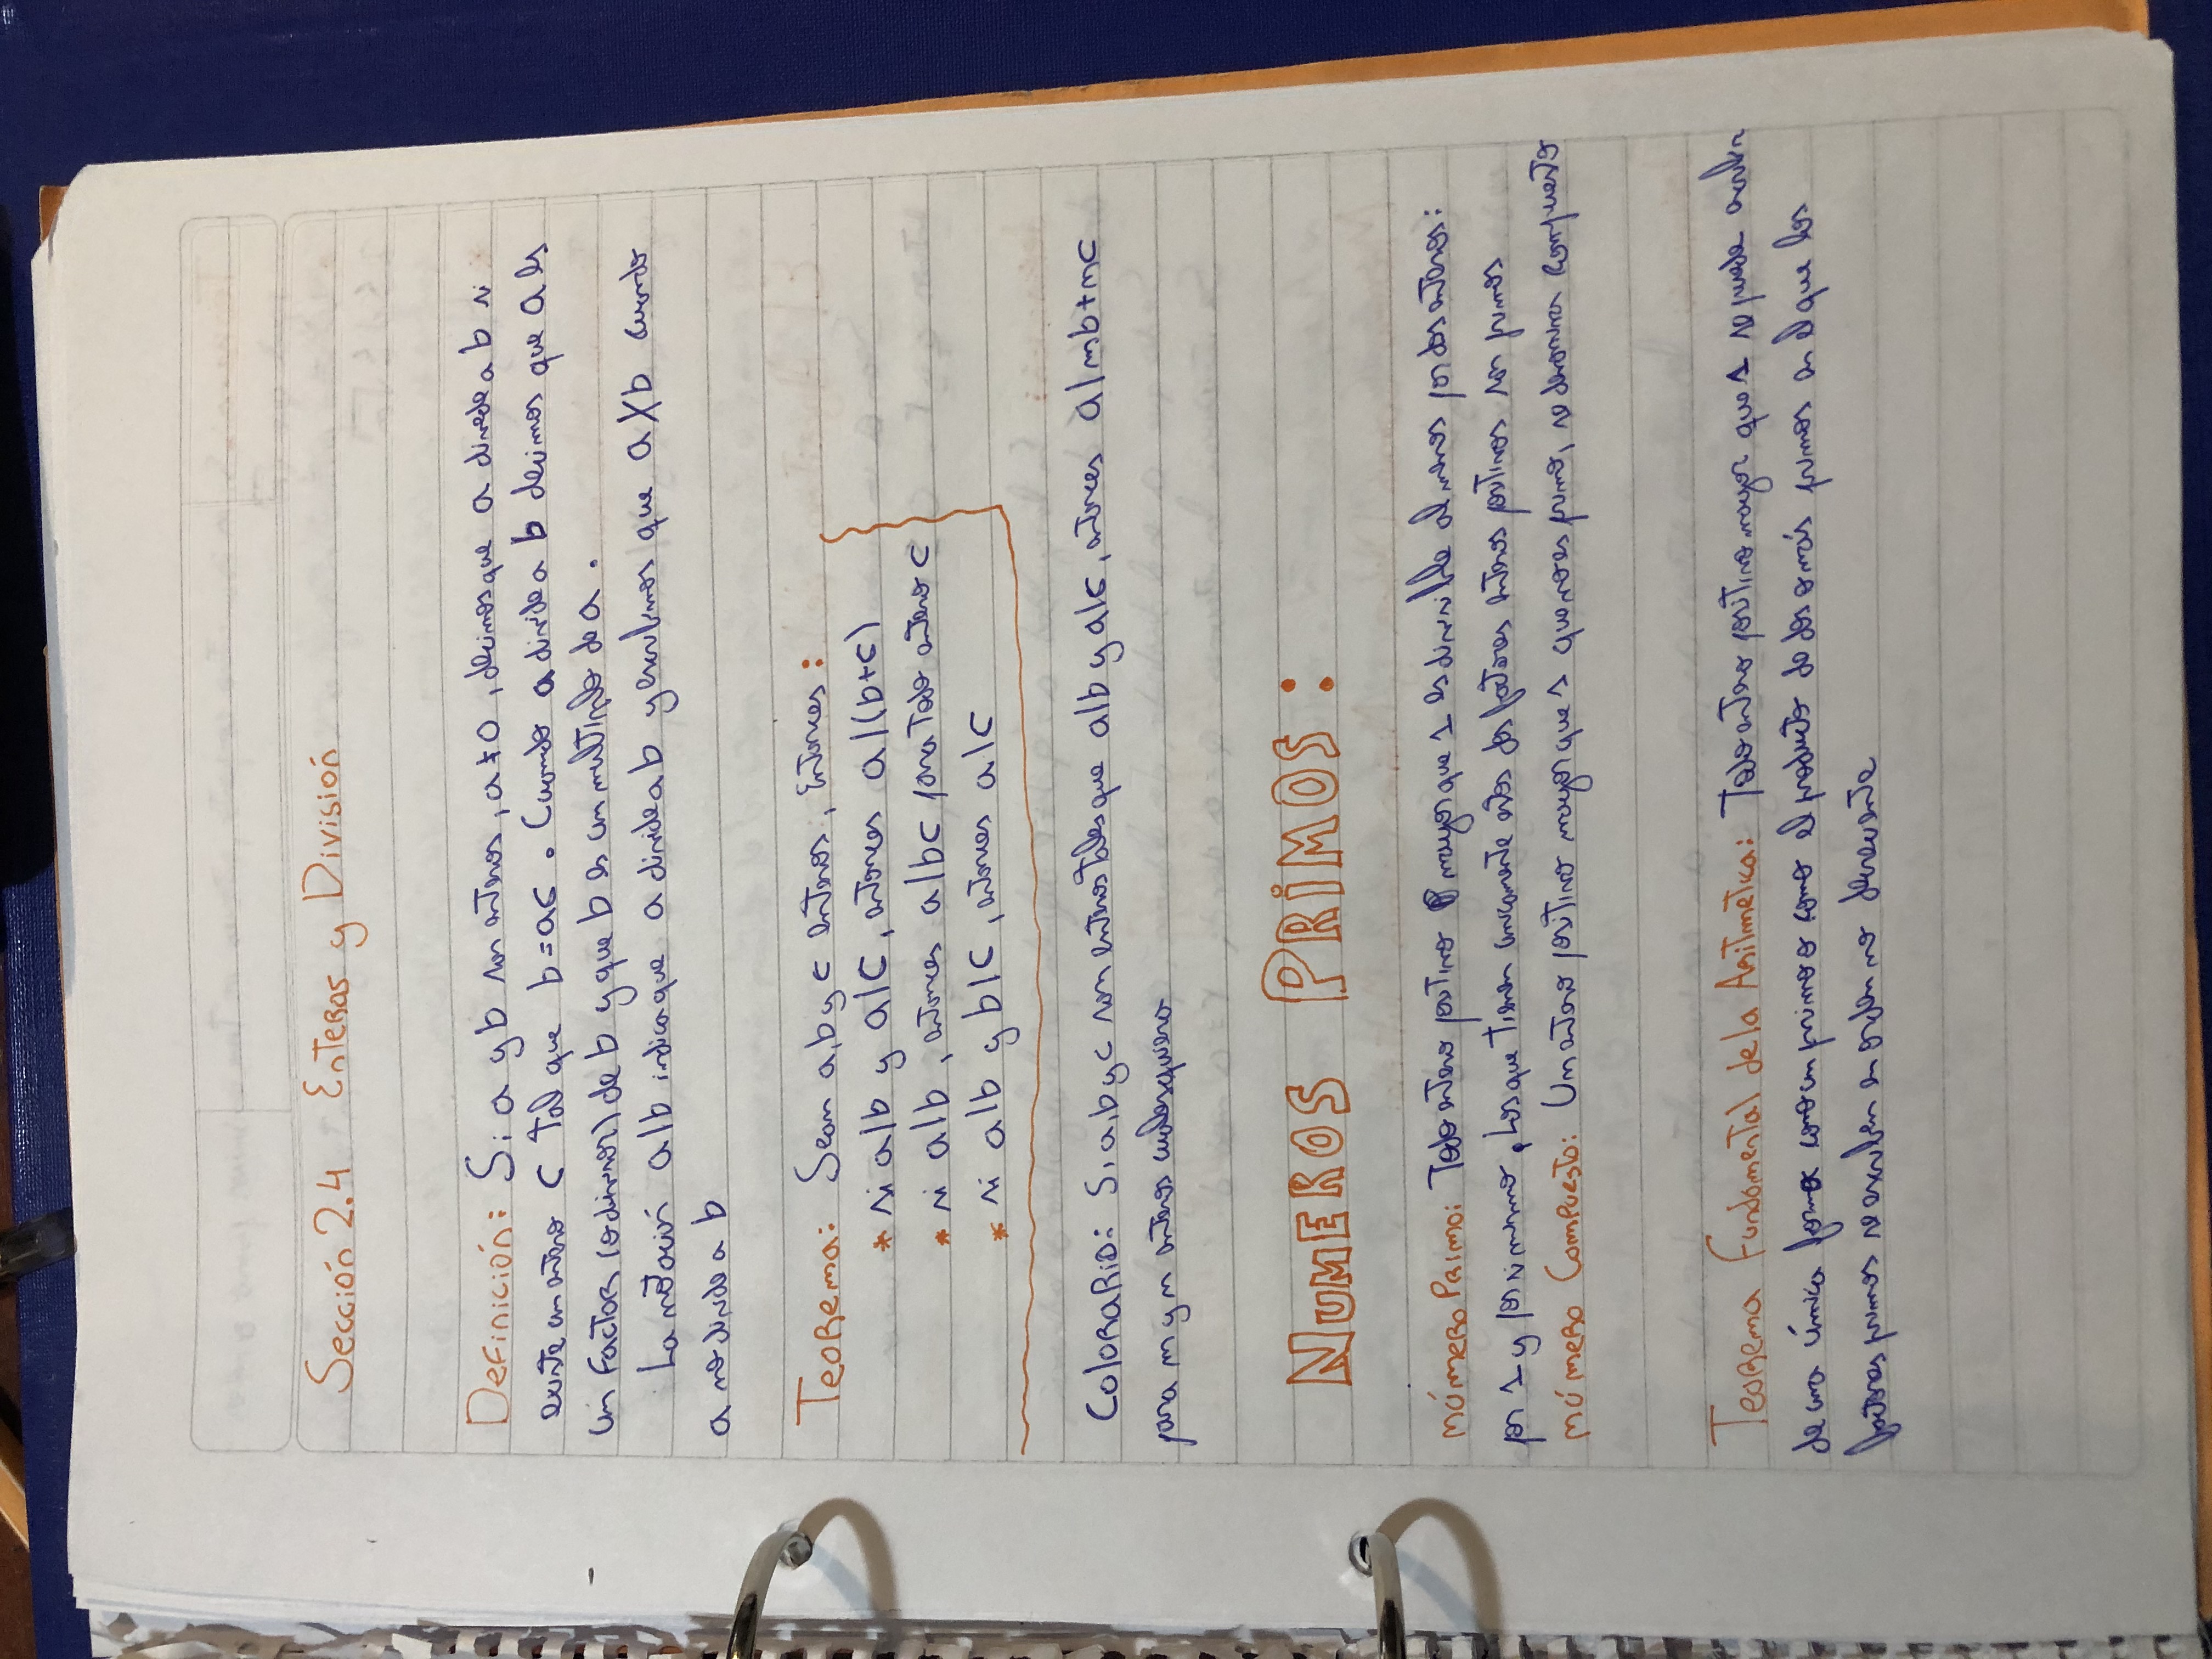 Sección 2.4 Enteros y División
Definición: Si a y b son enteros, a ≠ 0, decimos que a divide a b si
existe un entero c tal que b = ac. Cuando a divide a b decimos que a es
un factor (o divisor) de b y que b es un multiplo de a.
La notación a|b indica que a divide a b y escribimos que a∤b cuando
a no divide a b
Teorema: Sean a, b y c enteros, Entonces:
* si a|b y a|c, entonces a|(b+c)
* si a|b, entonces a|bc para todo entero c
* si a|b y b|c, entonces a|c
Colorario: Si a, b y c son enteros tales que a|b y a|c, entonces a|mb+nc
para m y n enteros cualesquiera
NUMEROS PRIMOS:
número Primo: Todo entero positivo mayor que 1 es divisible al menos por dos enteros:
por 1 y por si mismo. Los que tienen unicamente estos dos factores enteros positivos son primos
número Compuesto: Un entero positivo mayor que 1 que no es primo, se denomina compuesto
Teorema Fundamental de la Aritmetica: Todo entero positivo mayor que 1 se puede escribir
de una única forma como un primo o como el producto de dos o más primos en el que los
factores primos se escriben en orden no decreciente